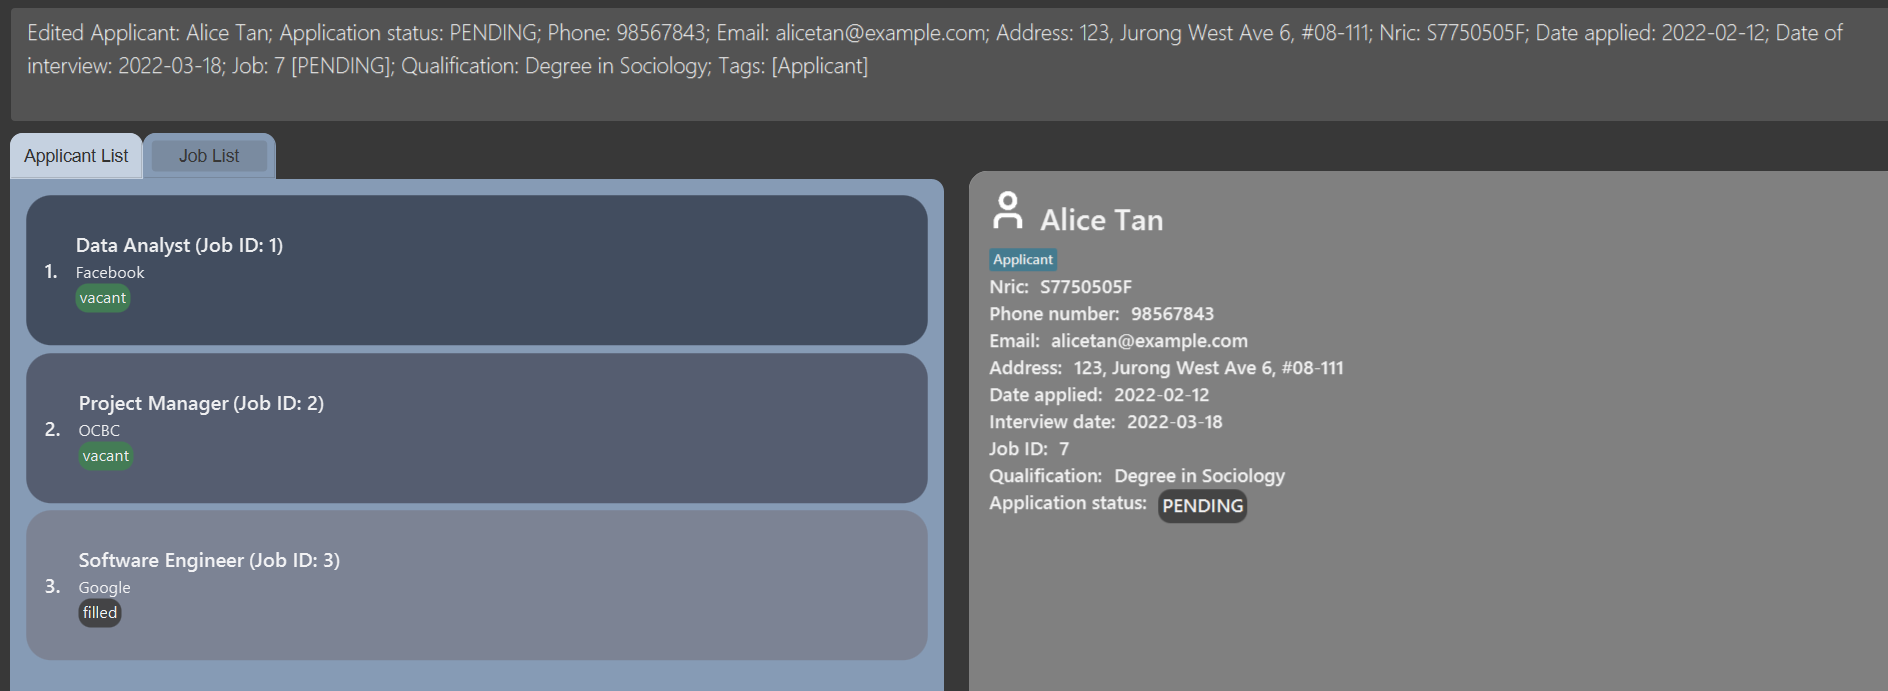 Edited Applicant: Alice Tan; Application status: PENDING; Phone: 98567843; Email: alicetan@example.com; Address: 123, Jurong West Ave 6, #08-111; Nric: S7750505F; Date applied: 2022-02-12; Date of
interview: 2022-03-18; Job: 7 [PENDING]; Qualification: Degree in Sociology; Tags: [Applicant]
Applicant List
Job List
Data Analyst (Job ID: 1)
1.
Facebook
vacant
Project Manager (Job ID: 2)
2.
OCBC
vacant
Software Engineer (Job ID: 3)
3.
Google
filled
Alice Tan
Applicant
Nric: S7750505F
Phone number: 98567843
Email: alicetan@example.com
Address: 123, Jurong West Ave 6, #08-111
Date applied: 2022-02-12
Interview date: 2022-03-18
Job ID: 7
Qualification: Degree in Sociology
Application status: PENDING